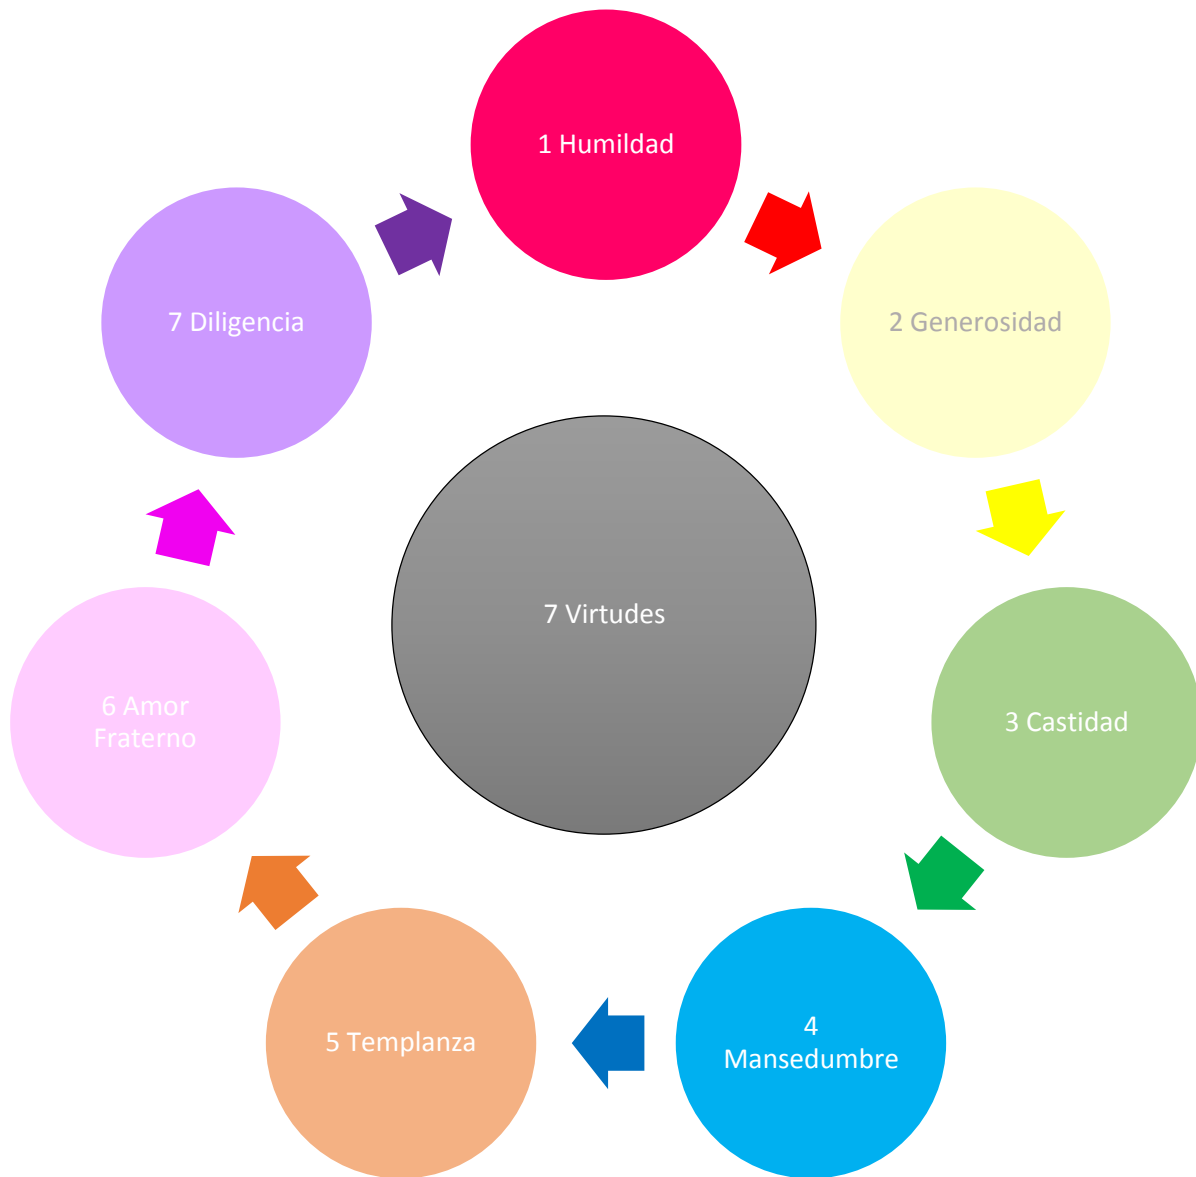 1 Humildad
2 Generosidad
3 Castidad
4
Mansedumbre
5 Templanza
6 Amor
Fraterno
7 Diligencia
7 Virtudes